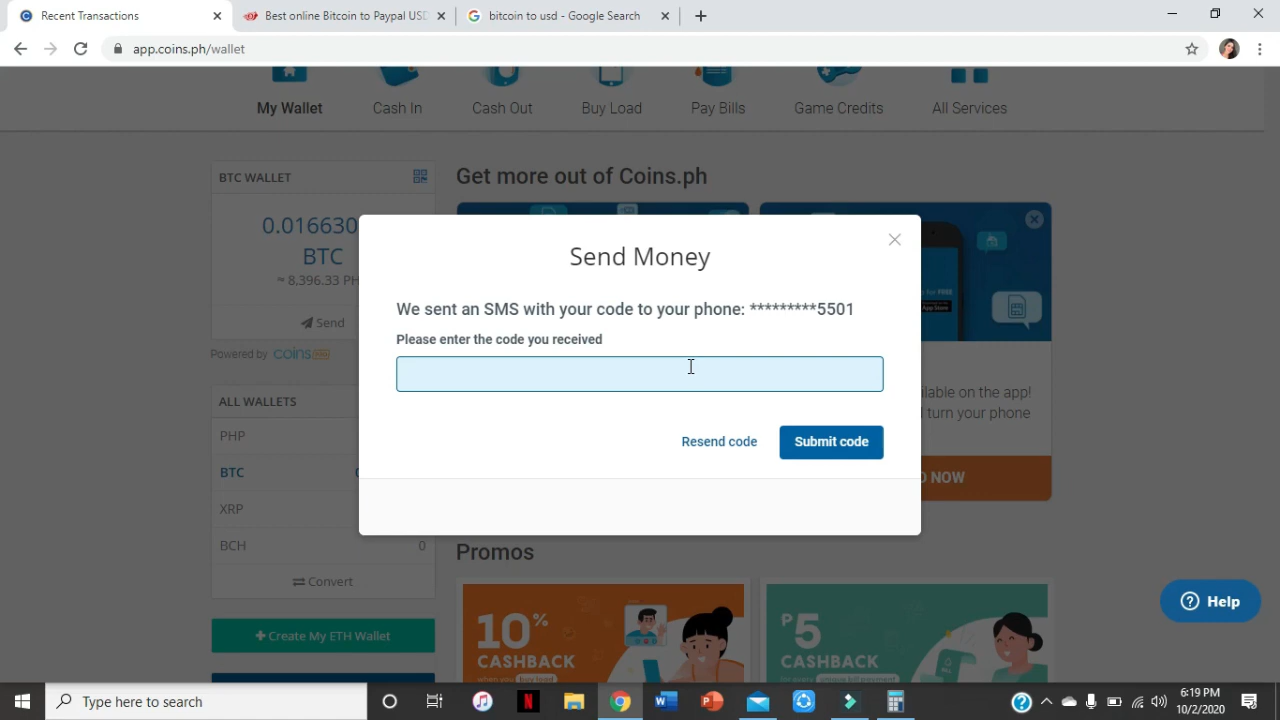 Recent Transactions
Best online Bitcoin to Paypal USD
bitcoin to usd - Google Search
app.coins.ph/wallet
My Wallet
Cash In
Cash Out
Buy Load
Pay Bills
Game Credits
All Services
BTC WALLET
Get more out of Coins.ph
0.016630
BTC
≈ 8,396.33 PH
Send
Powered by coins
ALL WALLETS
PHP
BTC
XRP
BCH 0
Convert
+ Create My ETH Wallet
Send Money
We sent an SMS with your code to your phone: *********5501
Please enter the code you received
Resend code
Submit code
ilable on the app!
turn your phone
NOW
Promos
10%
CASHBACK
when you buy load
₱5
CASHBACK
Help
Type here to search
6:19 PM
10/2/2020